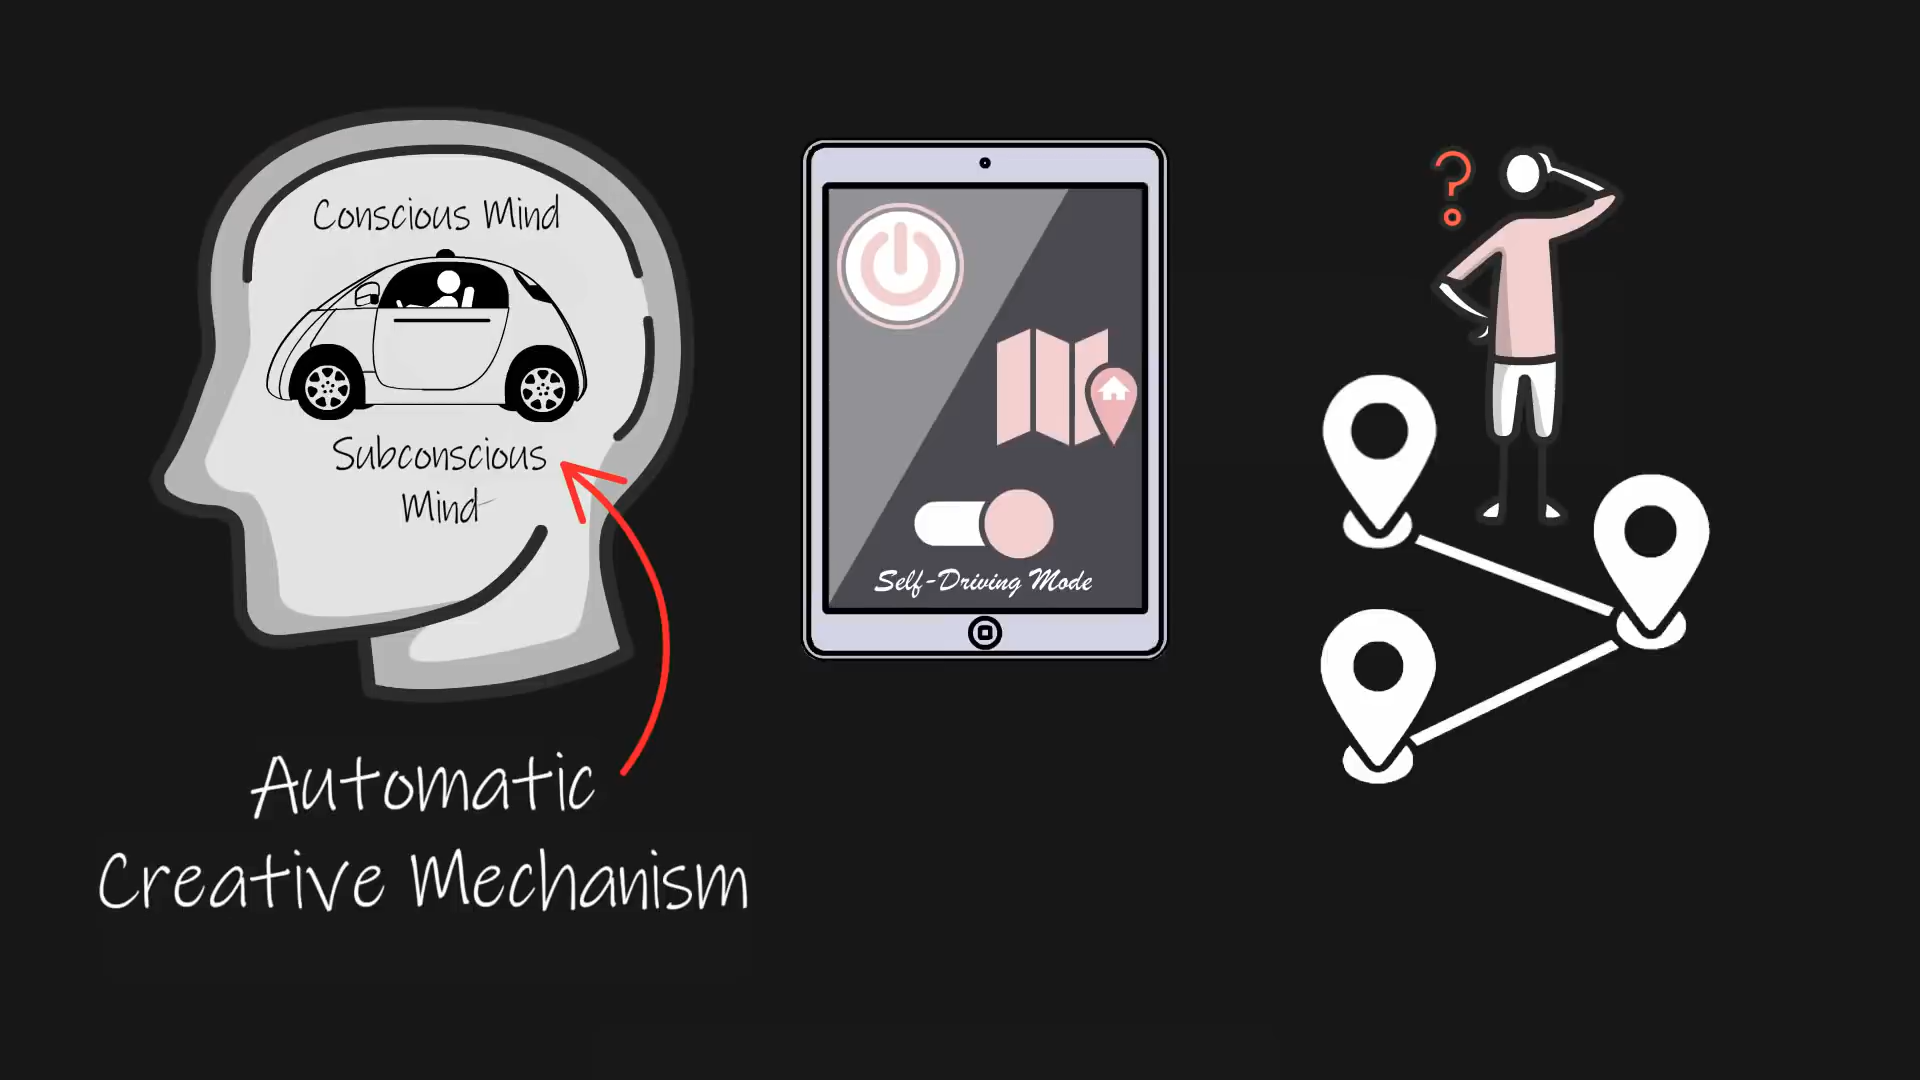 Conscious Mind
Subconscious
Mind
Automatic
Creative Mechanism
Self-Driving Mode
?